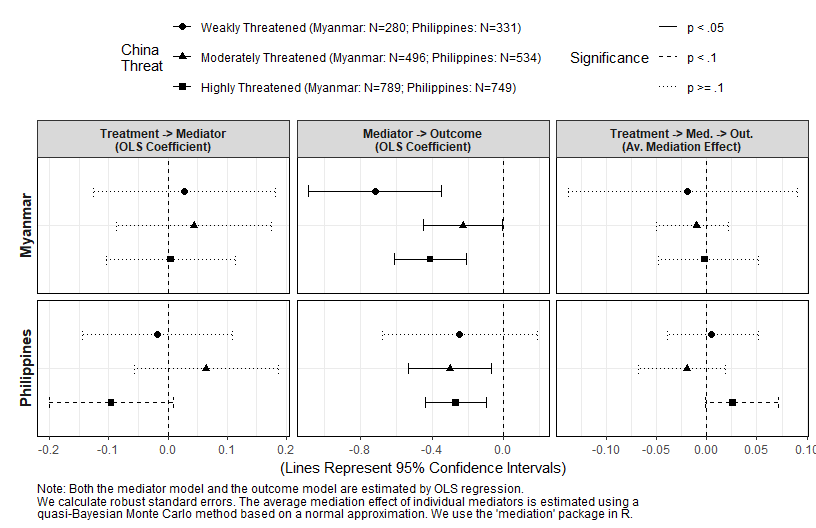 China
Threat
Weakly Threatened (Myanmar: N=280; Philippines: N=331)
Moderately Threatened (Myanmar: N=496; Philippines: N=534)
Highly Threatened (Myanmar: N=789; Philippines: N=749)
Significance
p < .05
p < .1
p >= .1
Treatment -> Mediator
(OLS Coefficient)
Mediator -> Outcome
(OLS Coefficient)
Treatment -> Med. -> Out.
(Av. Mediation Effect)
Myanmar
Philippines
-0.2 -0.1 0.0 0.1 0.2
-0.8 -0.4 0.0
-0.10 -0.05 0.00 0.05 0.10
(Lines Represent 95% Confidence Intervals)
Note: Both the mediator model and the outcome model are estimated by OLS regression.
We calculate robust standard errors. The average mediation effect of individual mediators is estimated using a
quasi-Bayesian Monte Carlo method based on a normal approximation. We use the 'mediation' package in R.